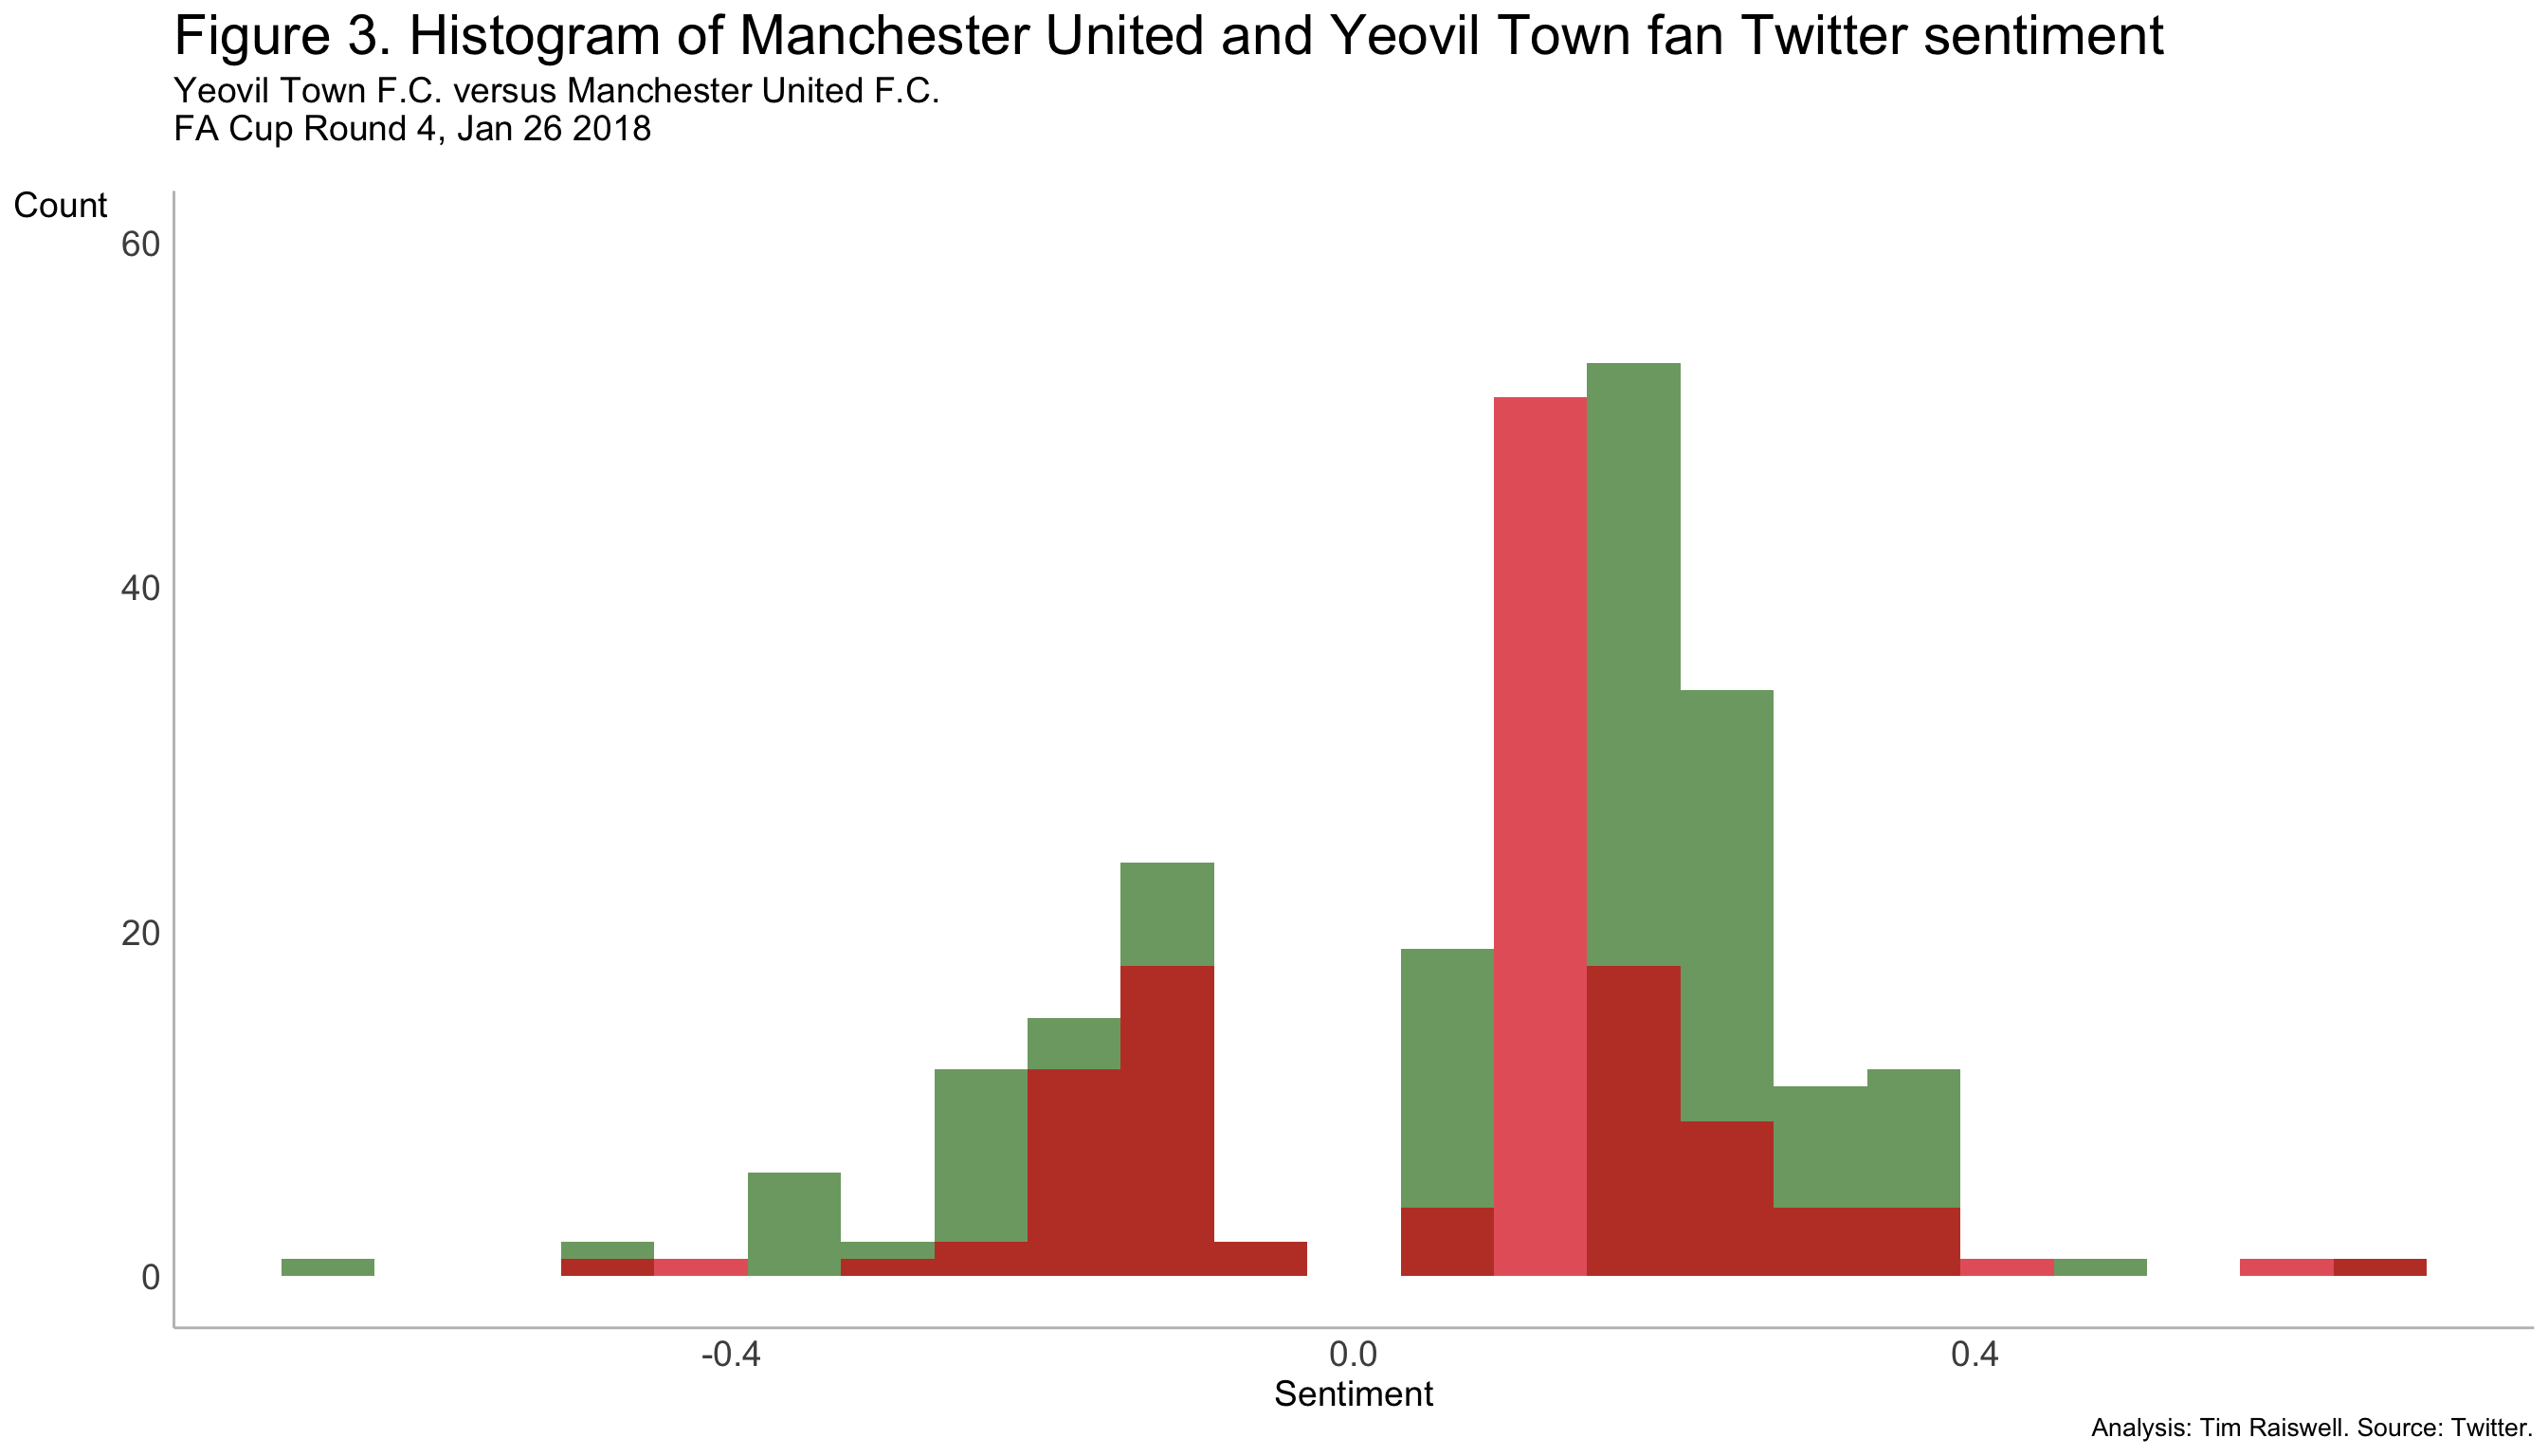 Figure 3. Histogram of Manchester United and Yeovil Town fan Twitter sentiment
Yeovil Town F.C. versus Manchester United F.C.
FA Cup Round 4, Jan 26 2018
Count
60
40
20
0
-0.4 0.0 0.4
Sentiment
Analysis: Tim Raiswell. Source: Twitter.